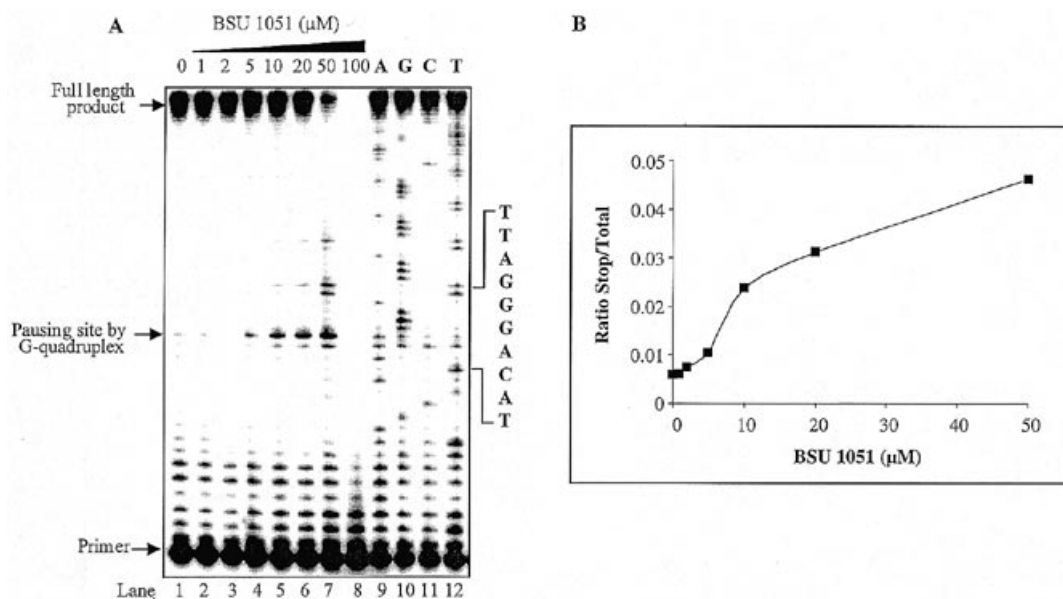 A
BSU 1051 (µM)
0 1 2 5 10 20 50 100 A G C T
Full length
product
Pausing site by
G-quadruplex
Primer
T
T
A
G
G
G
A
C
A
T
Lane 1 2 3 4 5 6 7 8 9 10 11 12
B
Ratio Stop/Total
0.05
0.04
0.03
0.02
0.01
0
0 10 20 30 40 50
BSU 1051 (µM)